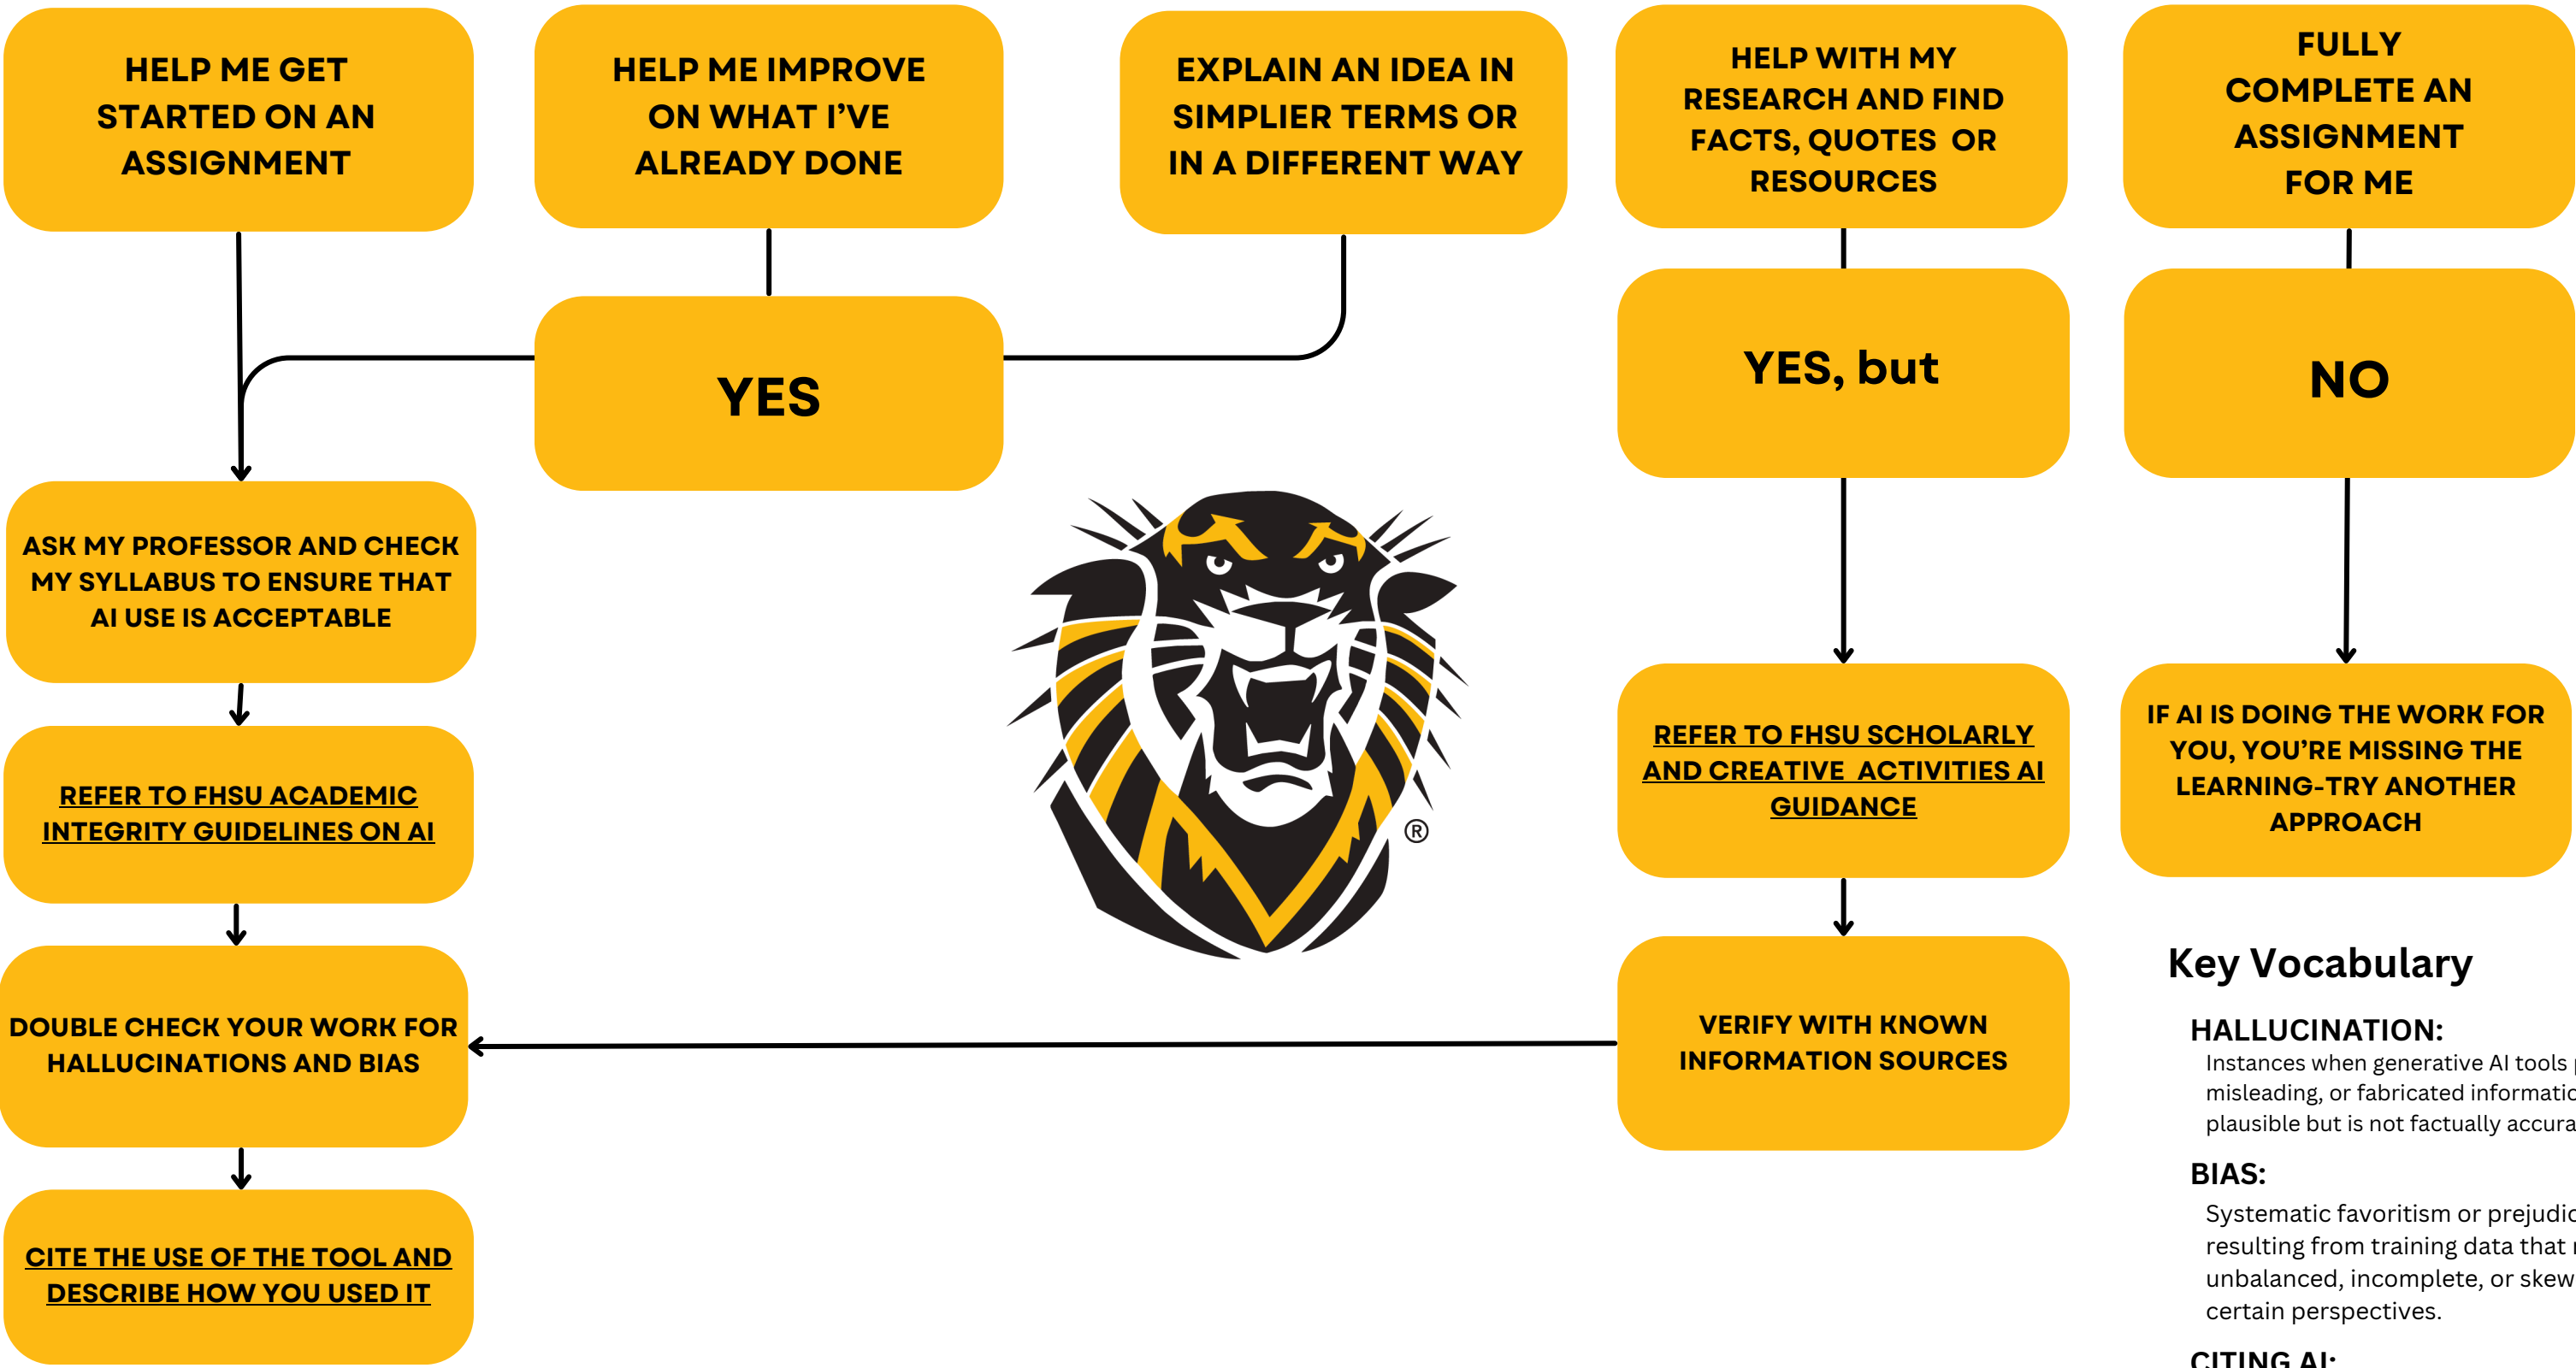 HELP ME GET
STARTED ON AN
ASSIGNMENT
HELP ME IMPROVE
ON WHAT I'VE
ALREADY DONE
EXPLAIN AN IDEA IN
SIMPLIER TERMS OR
IN A DIFFERENT WAY
HELP WITH MY
RESEARCH AND FIND
FACTS, QUOTES OR
RESOURCES
FULLY
COMPLETE AN
ASSIGNMENT
FOR ME
YES
YES, but
NO
ASK MY PROFESSOR AND CHECK
MY SYLLABUS TO ENSURE THAT
AI USE IS ACCEPTABLE
REFER TO FHSU ACADEMIC
INTEGRITY GUIDELINES ON AI
DOUBLE CHECK YOUR WORK FOR
HALLUCINATIONS AND BIAS
CITE THE USE OF THE TOOL AND
DESCRIBE HOW YOU USED IT
®
REFER TO FHSU SCHOLARLY
AND CREATIVE ACTIVITIES AI
GUIDANCE
VERIFY WITH KNOWN
INFORMATION SOURCES
IF AI IS DOING THE WORK FOR
YOU, YOU'RE MISSING THE
LEARNING-TRY ANOTHER
APPROACH
Key Vocabulary
HALLUCINATION:
Instances when generative AI tools
misleading, or fabricated
plausible but is not factually
BIAS:
Systematic favoritism or
resulting from training data that
unbalanced, incomplete, or
certain perspectives.
CITING AI: